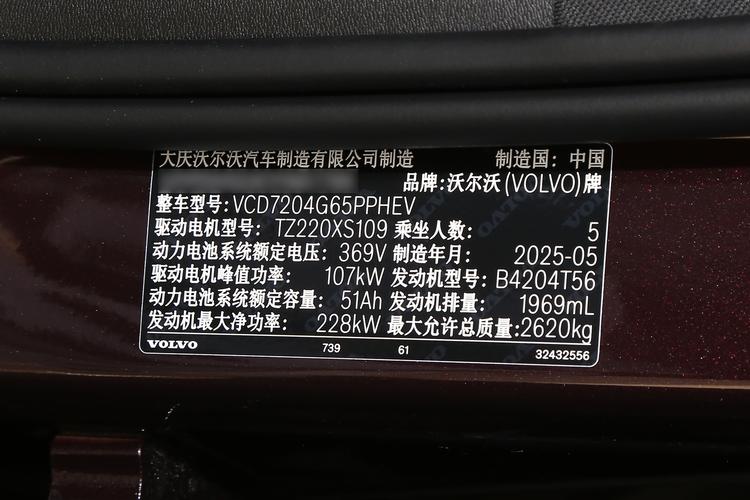 大庆沃尔沃汽车制造有限公司制造 制造国：中国
品牌:沃尔沃(VOLVO)牌
整车型号:VCD7204G65PPHEV
驱动电机型号: TZ220XS109 乘坐人数: 5
动力电池系统额定电压: 369V 制造年月: 2025-05
驱动电机峰值功率: 107kW 发动机型号: B4204T56
动力电池系统额定容量: 51Ah 发动机排量: 1969mL
发动机最大净功率: 228kW 最大允许总质量:2620kg
VOLVO 739 61 32432556